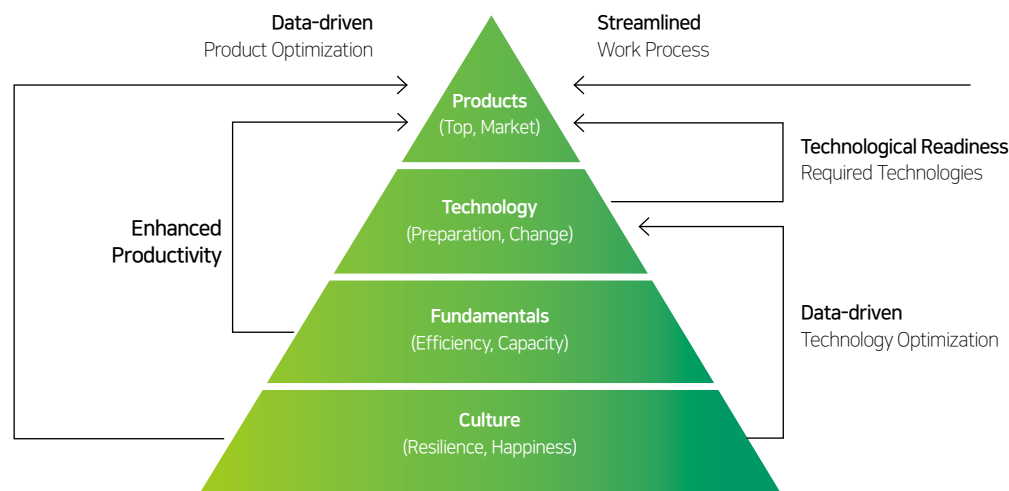 Data-driven
Product Optimization
Streamlined
Work Process
Products
(Top, Market)
Technological Readiness
Required Technologies
Technology
(Preparation, Change)
Enhanced
Productivity
Fundamentals
(Efficiency, Capacity)
Data-driven
Technology Optimization
Culture
(Resilience, Happiness)